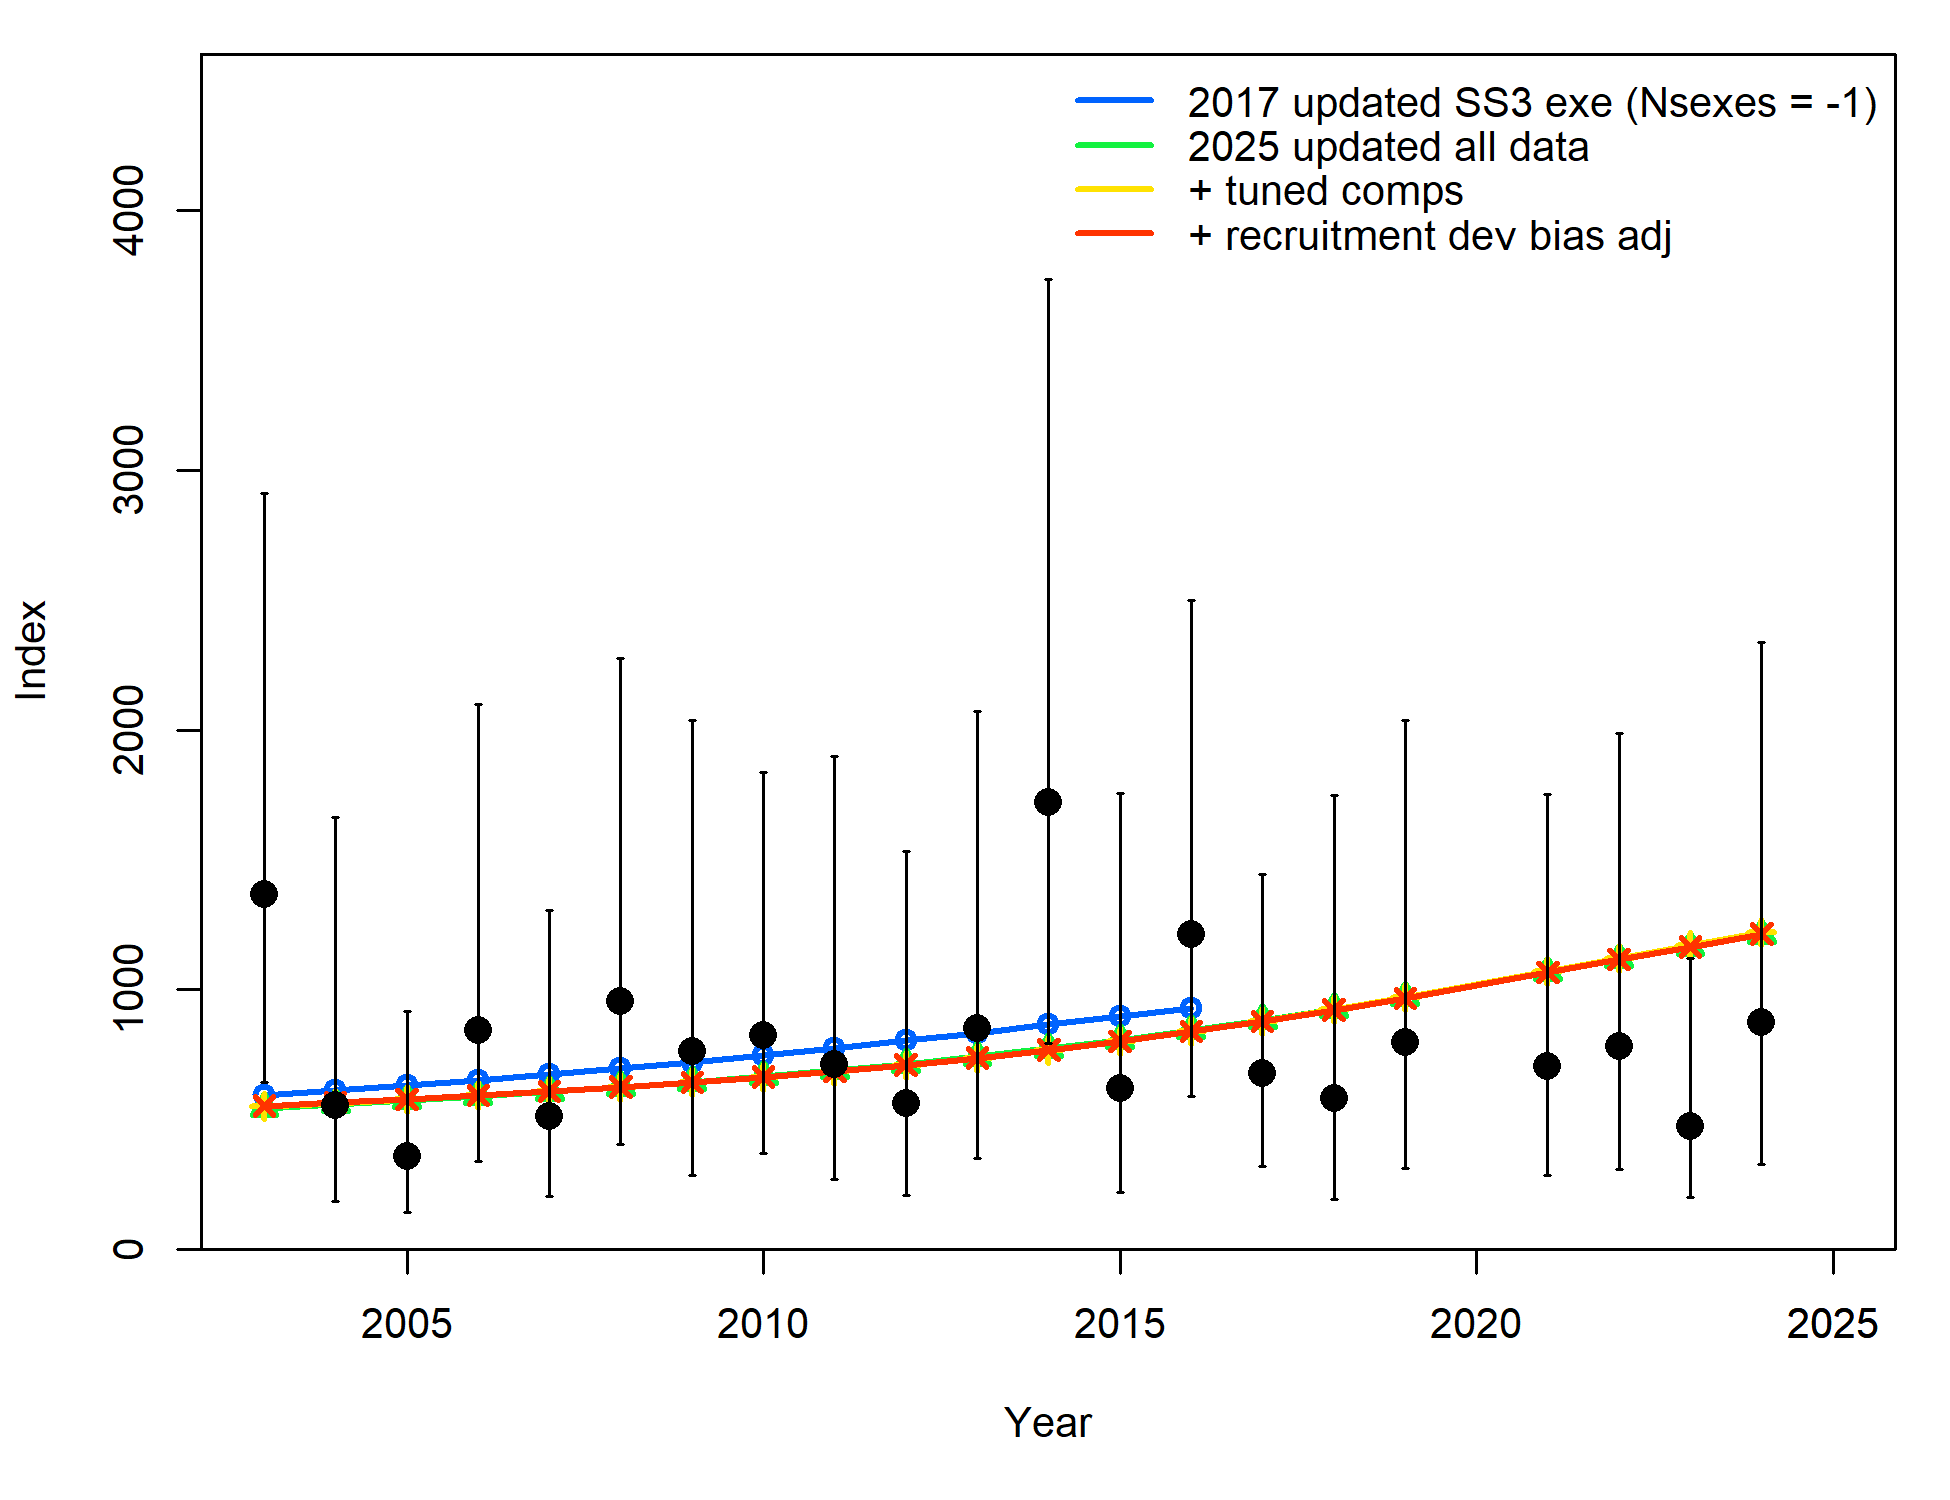 2017 updated SS3 exe (Nsexes = -1)
2025 updated all data
+ tuned comps
+ recruitment dev bias adj
4000
3000
2000
1000
0
Index
2005 2010 2015 2020 2025
Year